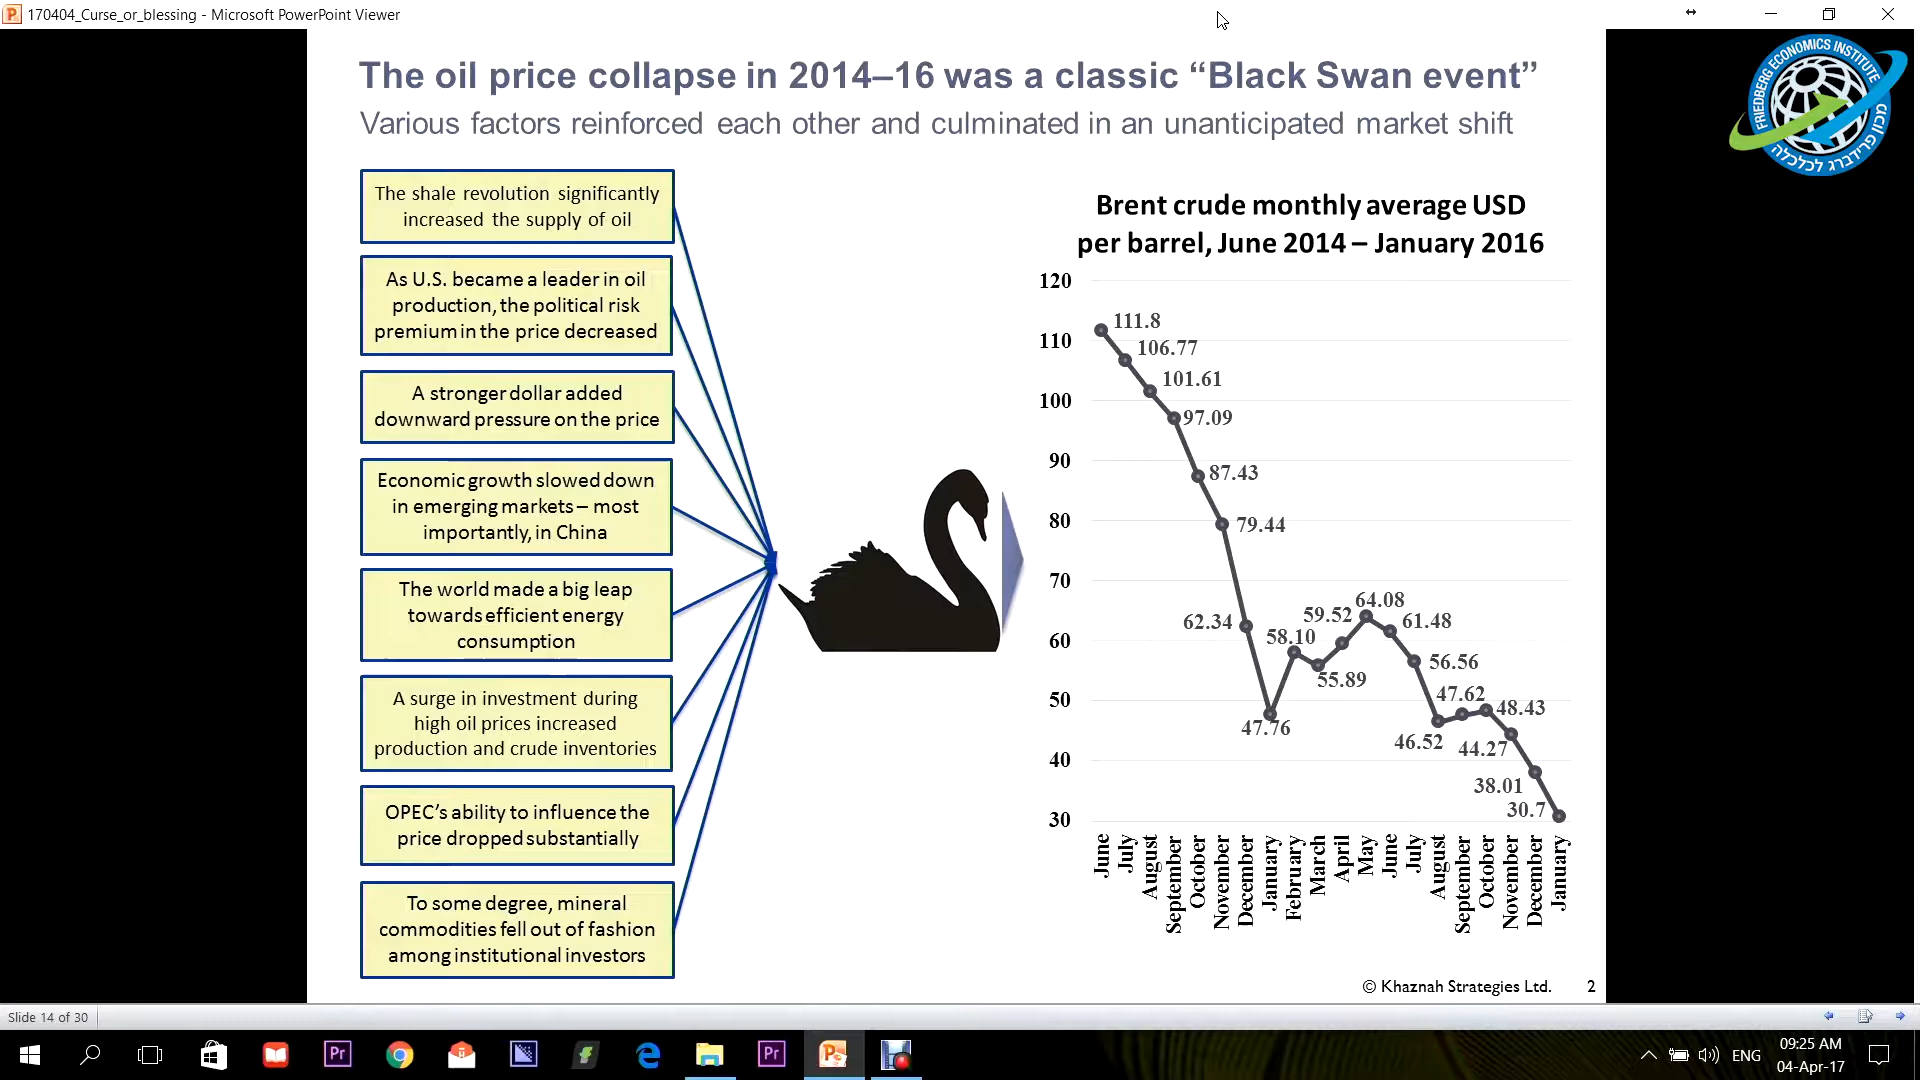 170404_Curse_or_blessing - Microsoft PowerPoint Viewer
The oil price collapse in 2014–16 was a classic “Black Swan event”
Various factors reinforced each other and culminated in an unanticipated market shift
FRIEDBERG ECONOMICS INSTITUTE
מכון פרידברג לכלכלה
The shale revolution significantly
increased the supply of oil
As U.S. became a leader in oil
production, the political risk
premium in the price decreased
A stronger dollar added
downward pressure on the price
Economic growth slowed down
in emerging markets – most
importantly, in China
The world made a big leap
towards efficient energy
consumption
A surge in investment during
high oil prices increased
production and crude inventories
OPEC’s ability to influence the
price dropped substantially
To some degree, mineral
commodities fell out of fashion
among institutional investors
Brent crude monthly average USD
per barrel, June 2014 – January 2016
120
110
100
90
80
70
60
50
40
30
111.8
106.77
101.61
97.09
87.43
79.44
62.34
47.76
58.10
55.89
59.52
64.08
61.48
56.56
46.52
47.62
48.43
44.27
38.01
30.7
June
July
August
September
October
November
December
January
February
March
April
May
June
July
August
September
October
November
December
January
© Khaznah Strategies Ltd. 2
Slide 14 of 30
Pr
Pr
ENG
09:25 AM
04-Apr-17